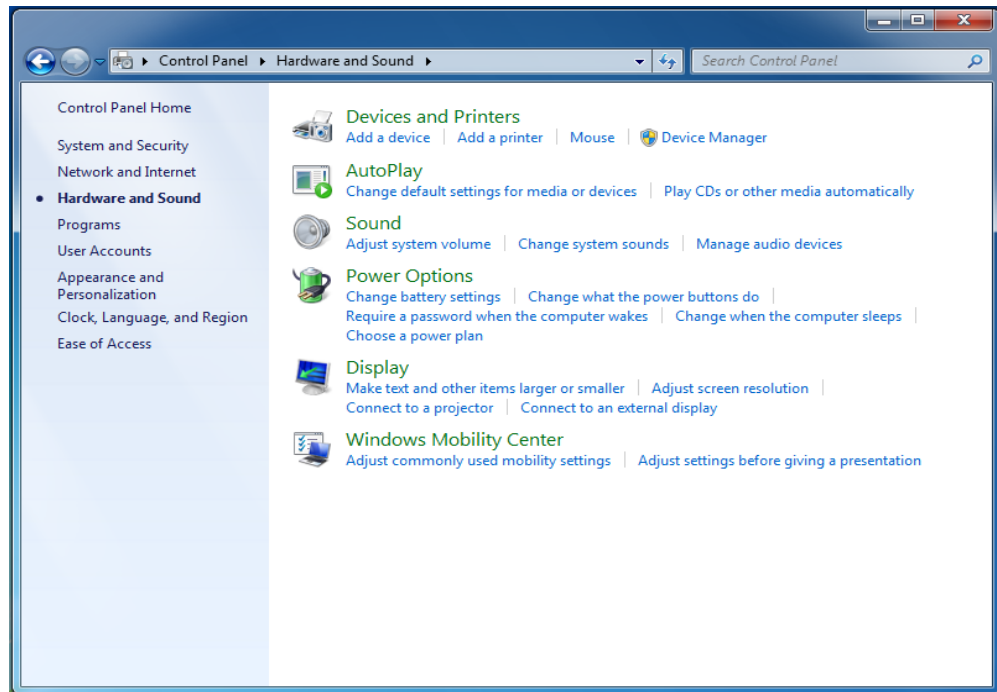 Control Panel Hardware and Sound
Search Control Panel
Control Panel Home
System and Security
Network and Internet
Hardware and Sound
Programs
User Accounts
Appearance and
Personalization
Clock, Language, and Region
Ease of Access
Devices and Printers
Add a device Add a printer Mouse Device Manager
AutoPlay
Change default settings for media or devices Play CDs or other media automatically
Sound
Adjust system volume Change system sounds Manage audio devices
Power Options
Change battery settings Change what the power buttons do
Require a password when the computer wakes Change when the computer sleeps
Choose a power plan
Display
Make text and other items larger or smaller Adjust screen resolution
Connect to a projector Connect to an external display
Windows Mobility Center
Adjust commonly used mobility settings Adjust settings before giving a presentation